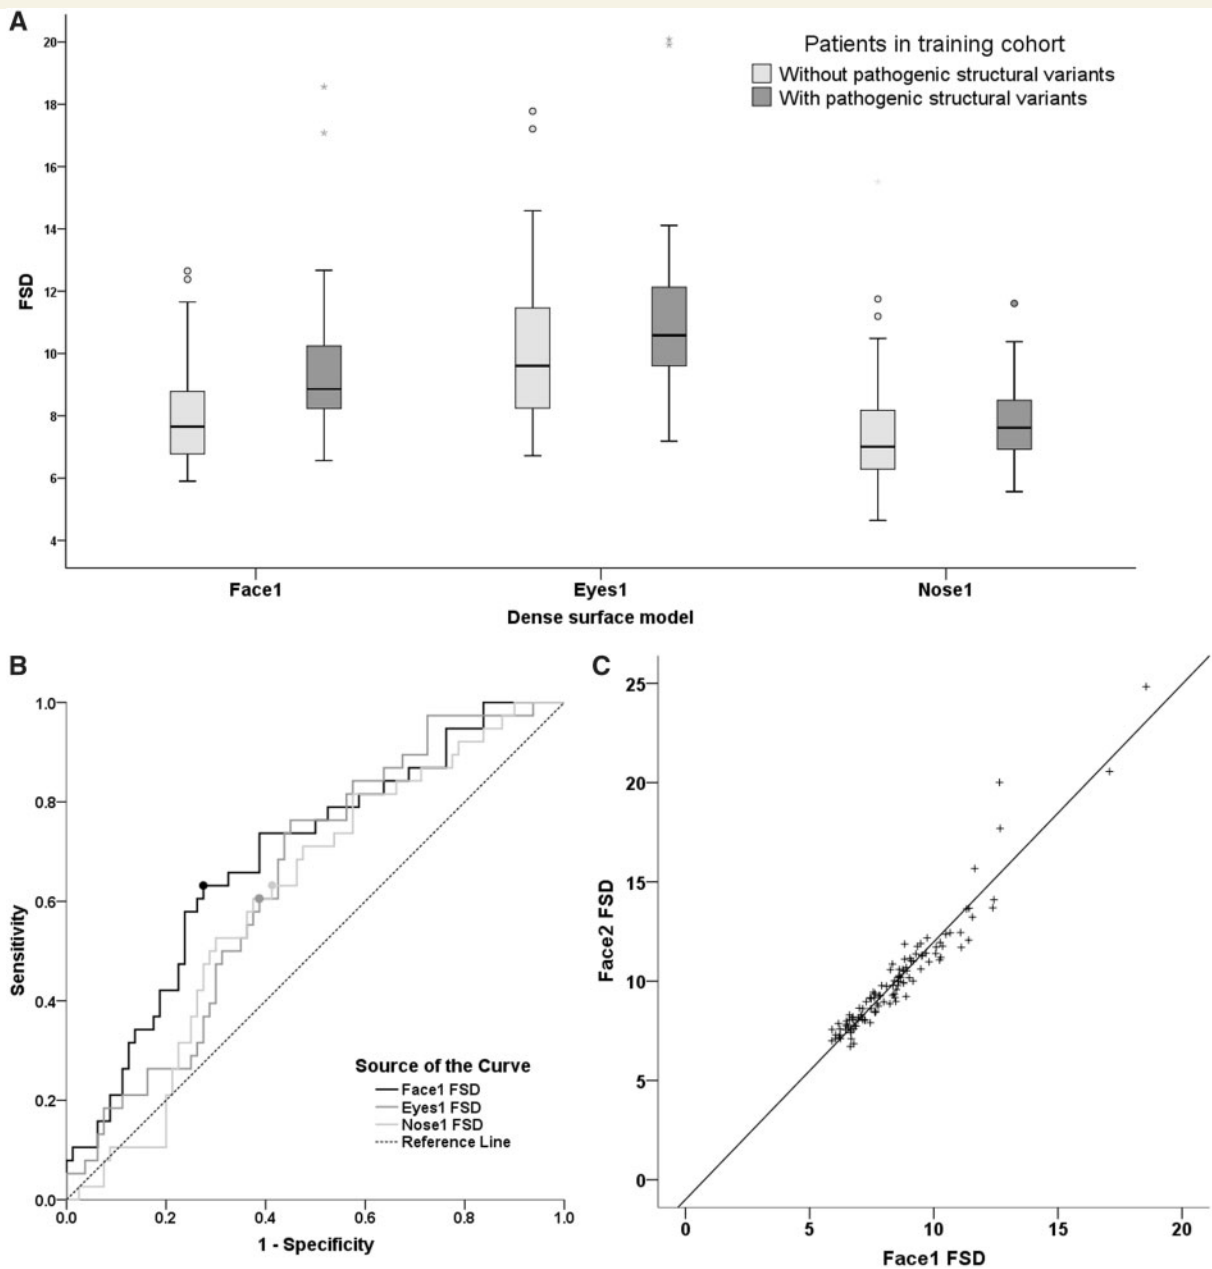 A
20
18
16
14
12
10
8
6
4
FSD
Patients in training cohort
Without pathogenic structural variants
With pathogenic structural variants
Face1
Eyes1
Nose1
Dense surface model
B
1.0
0.8
0.6
0.4
0.2
0.0
Sensitivity
Source of the Curve
Face1 FSD
Eyes1 FSD
Nose1 FSD
Reference Line
0.0
0.2
0.4
0.6
0.8
1.0
1 - Specificity
C
25
20
15
10
5
0
Face2 FSD
0
5
10
15
20
Face1 FSD